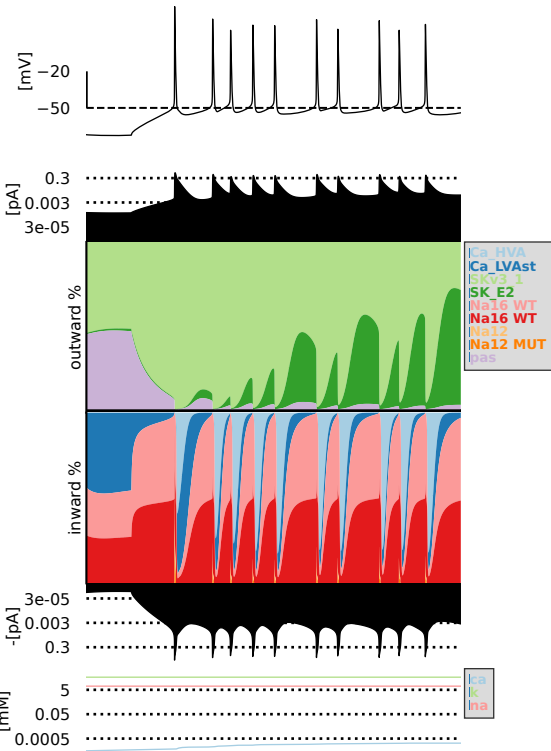 [mV]
−20
−50
[pA]
0.3
0.003
3e-05
outward %
Ca_HVA
Ca_LVAst
SKv3_1
SK_E2
Na16 WT
Na16 WT
Na12
Na12 MUT
pas
inward %
-[pA]
3e-05
0.003
0.3
[mM]
5
0.05
0.0005
ca
k
na